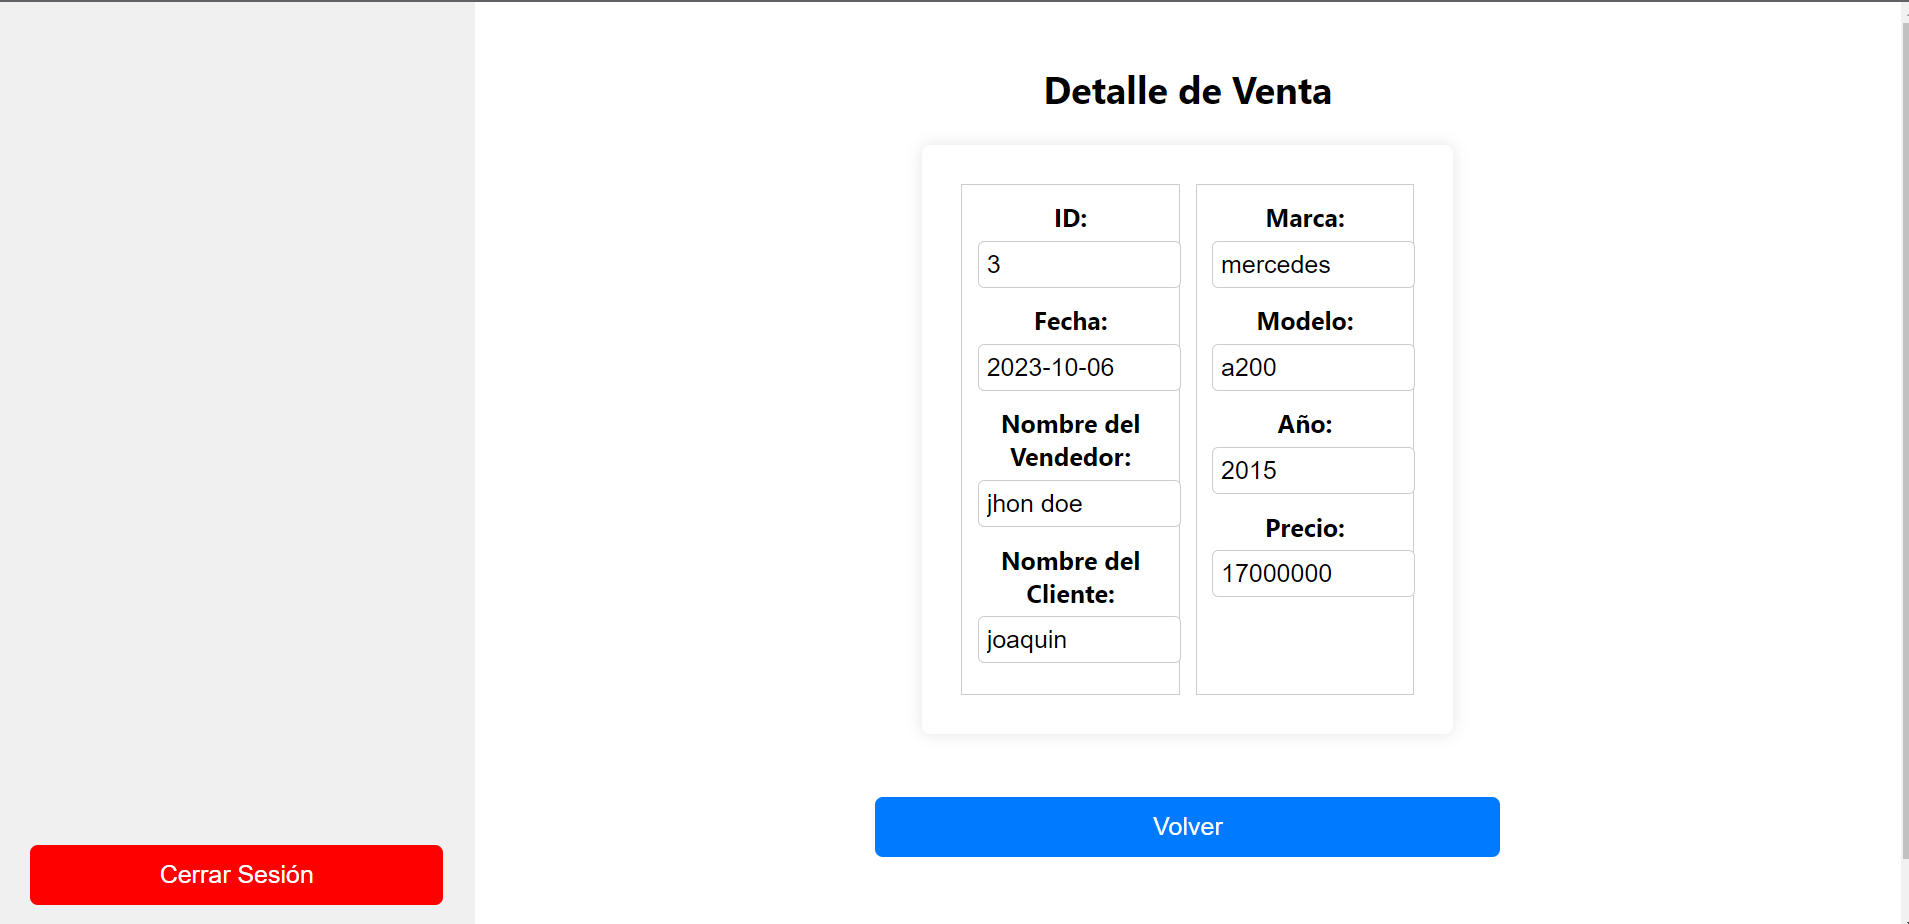 Detalle de Venta
ID:
3
Fecha:
2023-10-06
Nombre del
Vendedor:
jhon doe
Nombre del
Cliente:
joaquin
Marca:
mercedes
Modelo:
a200
Año:
2015
Precio:
17000000
Volver
Cerrar Sesión